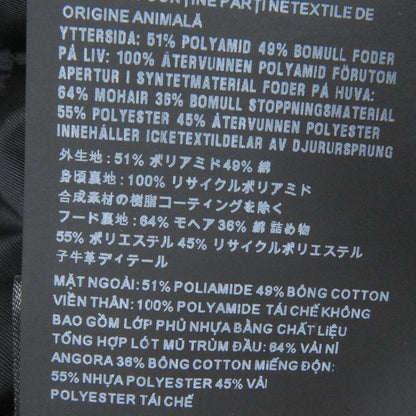 CONȚINE PĂRȚI NETEXTILE DE
ORIGINE ANIMALĂ
YTTERSIDA: 51% POLYAMID 49% BOMULL FODER
PÅ LIV: 100% ÅTERVUNNEN POLYAMID FÖRUTOM
APERTUR I SYNTETMATERIAL FODER PÅ HUVA:
64% MOHAIR 36% BOMULL STOPPNINGSMATERIAL
55% POLYESTER 45% ÅTERVUNNEN POLYESTER
INNEHÅLLER ICKETEXTILDELAR AV DJURURSPRUNG
外生地 : 51% ポリアミド49% 綿
身頃裏地 : 100% リサイクルポリアミド
合成素材の樹脂コーティングを除く
フード裏地 : 64% モヘア 36% 綿 詰め物
55% ポリエステル 45% リサイクルポリエステル
子牛革ディテール
MẶT NGOÀI: 51% POLIAMIDE 49% BÔNG COTTON
VIỀN THÂN: 100% POLYAMIDE TÁI CHẾ KHÔNG
BAO GỒM LỚP PHỦ NHỰA BẰNG CHẤT LIỆU
TỔNG HỢP LÓT MŨ TRÙM ĐẦU: 64% VẢI NỈ
ANGORA 36% BÔNG COTTON MIẾNG ĐỘN:
55% NHỰA POLYESTER 45% VẢI
POLYESTER TÁI CHẾ